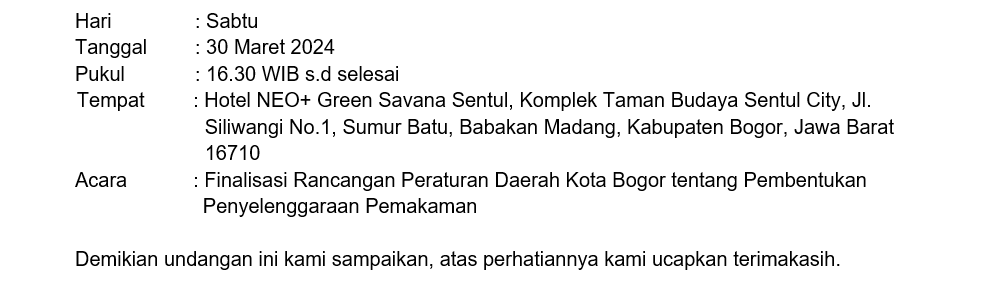 Hari : Sabtu
Tanggal : 30 Maret 2024
Pukul : 16.30 WIB s.d selesai
Tempat : Hotel NEO+ Green Savana Sentul, Komplek Taman Budaya Sentul City, Jl.
Siliwangi No.1, Sumur Batu, Babakan Madang, Kabupaten Bogor, Jawa Barat
16710
Acara : Finalisasi Rancangan Peraturan Daerah Kota Bogor tentang Pembentukan
Penyelenggaraan Pemakaman
Demikian undangan ini kami sampaikan, atas perhatiannya kami ucapkan terimakasih.